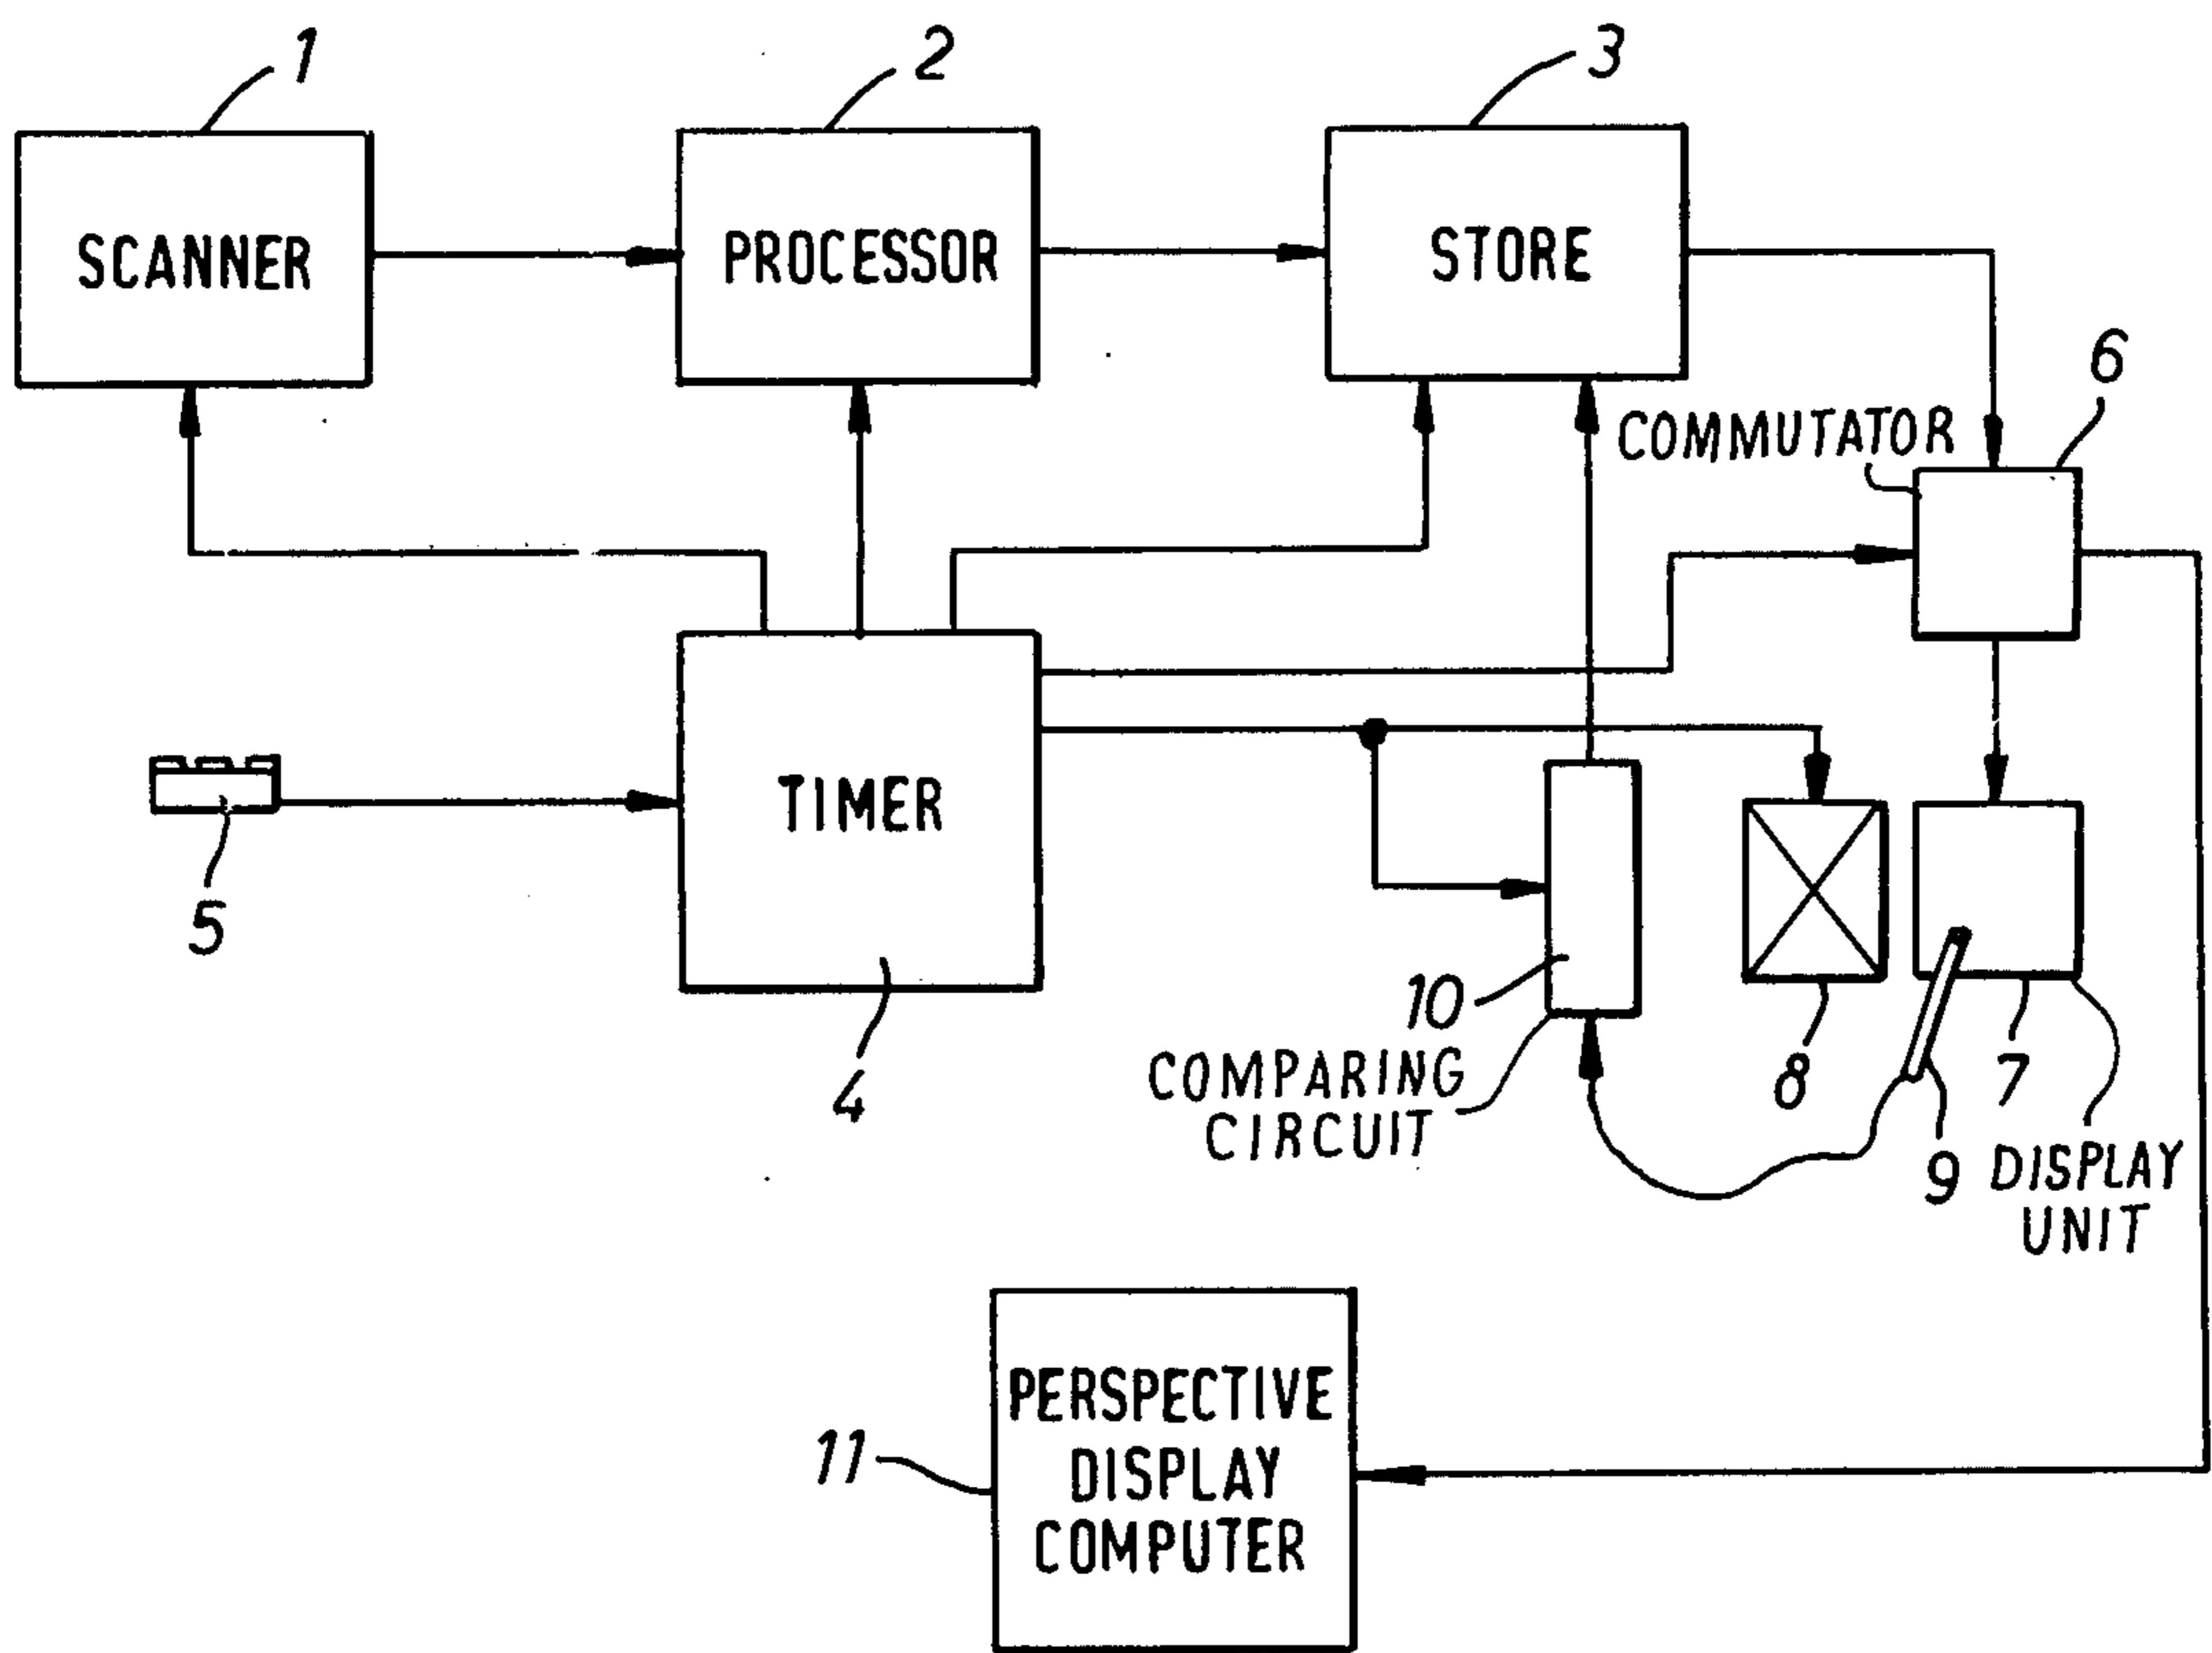 1
2
3
SCANNER
PROCESSOR
STORE
6
COMMUTATOR
TIMER
5
4
10
COMPARING
CIRCUIT
8
7
9
DISPLAY
UNIT
11
PERSPECTIVE
DISPLAY
COMPUTER